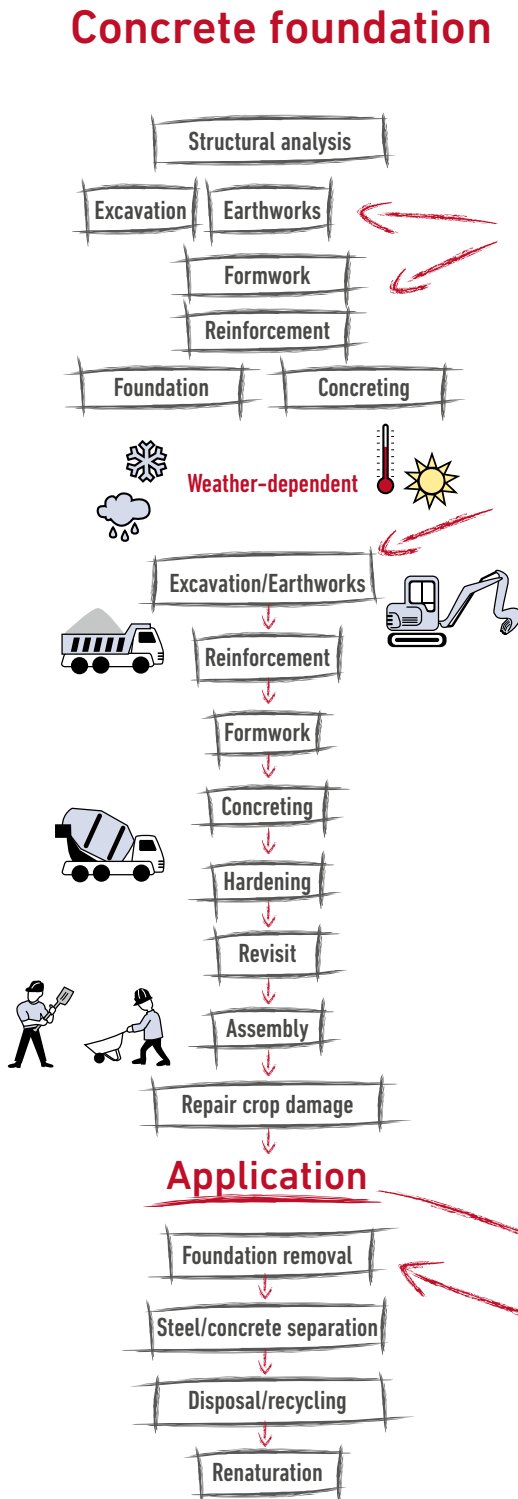 Concrete foundation
Structural analysis
Excavation Earthworks
Formwork
Reinforcement
Foundation Concreting
Weather-dependent
Excavation/Earthworks
Reinforcement
Formwork
Concreting
Hardening
Revisit
Assembly
Repair crop damage
Application
Foundation removal
Steel/concrete separation
Disposal/recycling
Renaturation